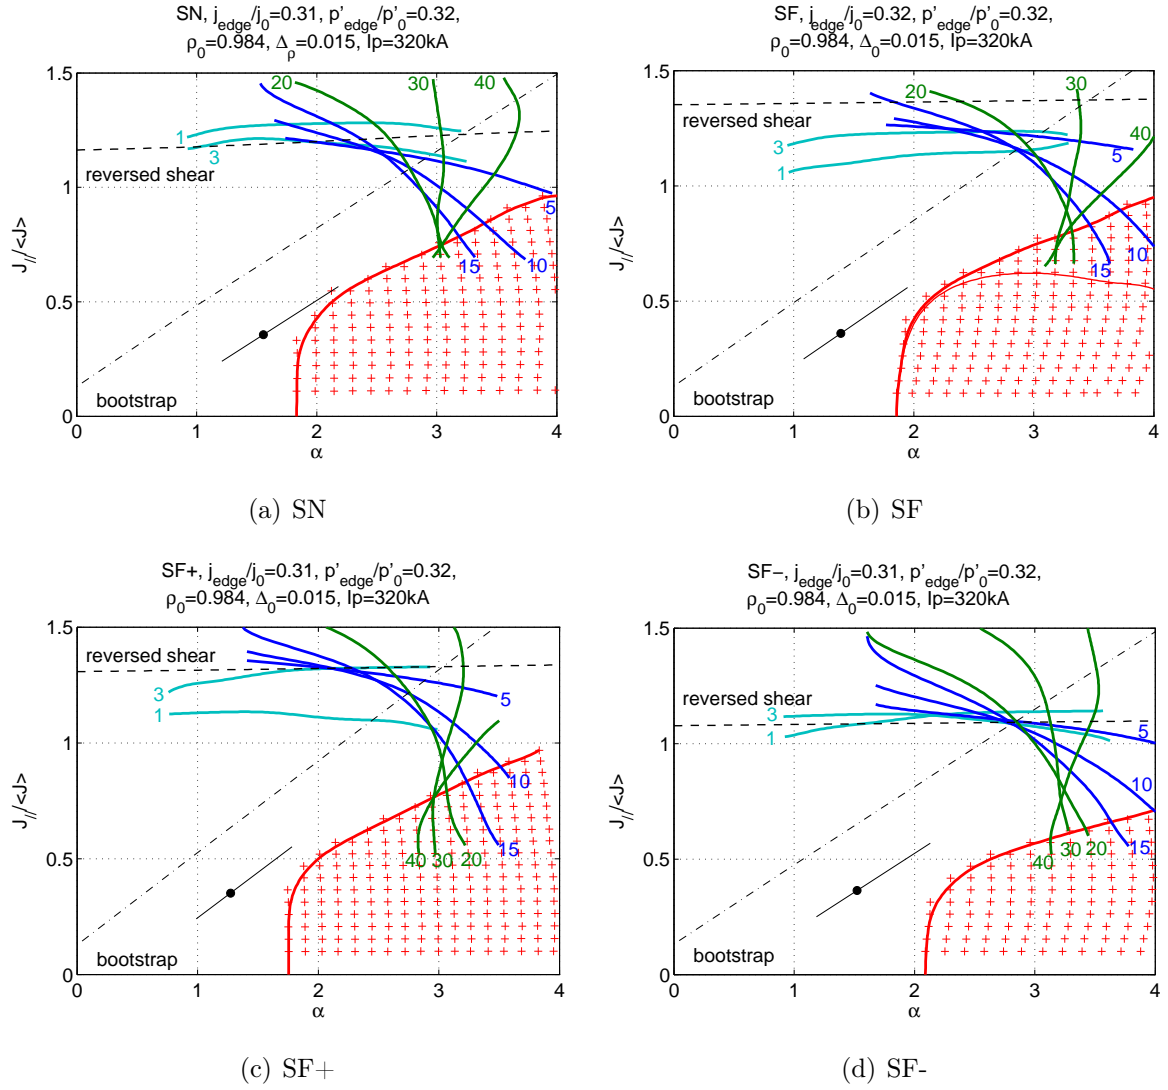 SN, j_edge/j_0=0.31, p'_edge/p'_0=0.32,
ρ_0=0.984, Δ_ρ=0.015, Ip=320kA
1.5
1
0.5
0
J_///<J>
20
30
40
1
3
reversed shear
5
15
10
bootstrap
0 1 2 3 4
α
(a) SN
SF, j_edge/j_0=0.32, p'_edge/p'_0=0.32,
ρ_0=0.984, Δ_0=0.015, Ip=320kA
1.5
1
0.5
0
J_///<J>
20
30
40
reversed shear
3
1
5
10
15
bootstrap
0 1 2 3 4
α
(b) SF
SF+, j_edge/j_0=0.31, p'_edge/p'_0=0.32,
ρ_0=0.984, Δ_0=0.015, Ip=320kA
1.5
1
0.5
0
J_///<J>
reversed shear
3
1
5
10
15
40 30 20
bootstrap
0 1 2 3 4
α
(c) SF+
SF−, j_edge/j_0=0.31, p'_edge/p'_0=0.32,
ρ_0=0.984, Δ_0=0.015, Ip=320kA
1.5
1
0.5
0
J_///<J>
reversed shear
3
1
5
10
15
40 30 20
bootstrap
0 1 2 3 4
α
(d) SF-